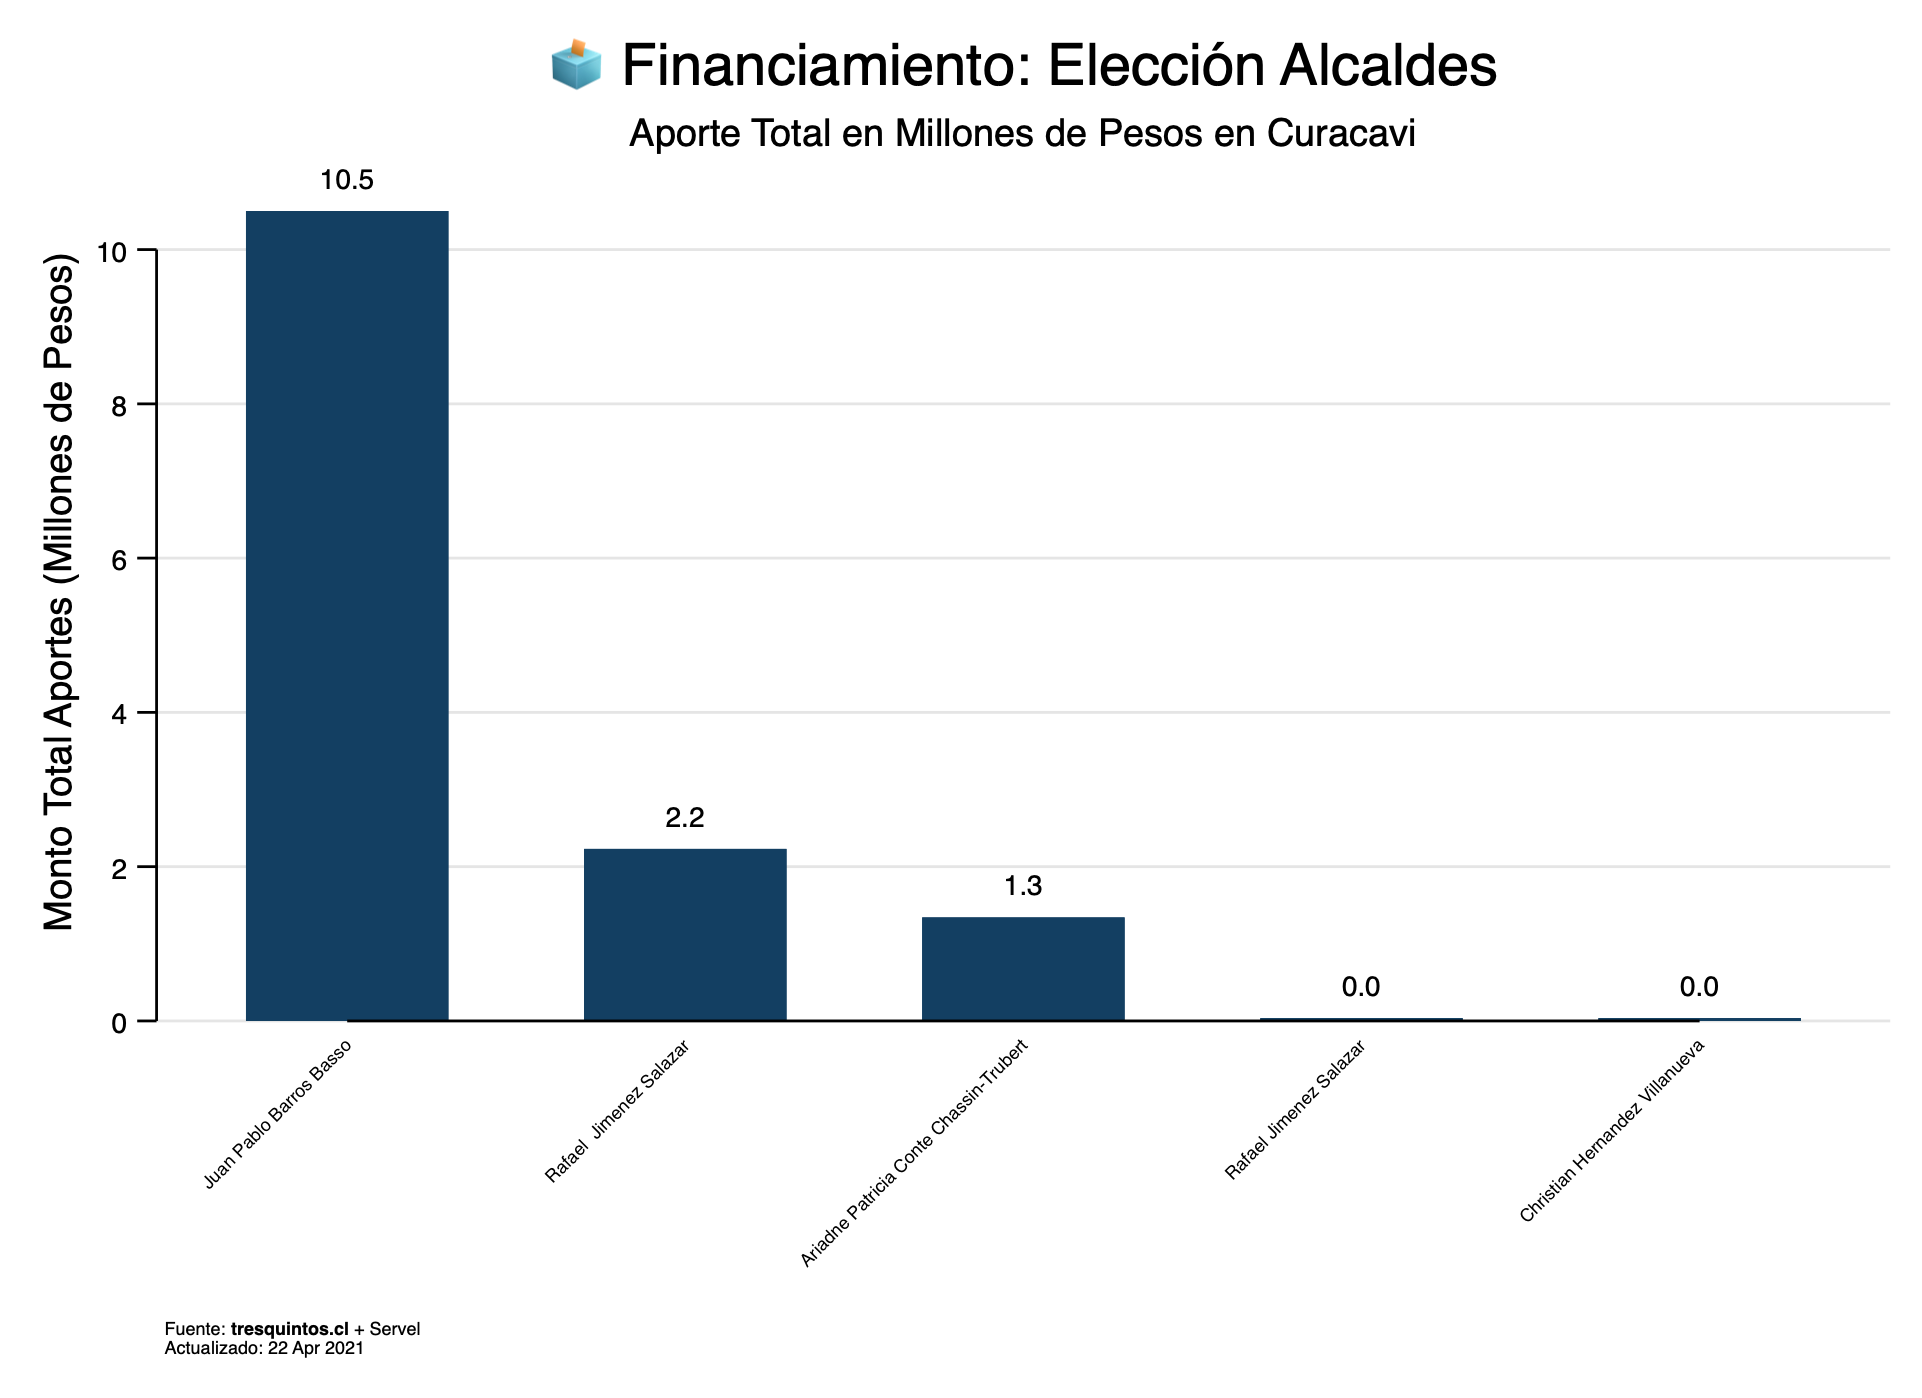 Financiamiento: Elección Alcaldes
Aporte Total en Millones de Pesos en Curacavi
Monto Total Aportes (Millones de Pesos)
10
8
6
4
2
0
10.5
2.2
1.3
0.0
0.0
Juan Pablo Barros Basso
Rafael  Jimenez Salazar
Ariadne Patricia Conte Chassin-Trubert
Rafael Jimenez Salazar
Christian Hernandez Villanueva
Fuente: tresquintos.cl + Servel
Actualizado: 22 Apr 2021